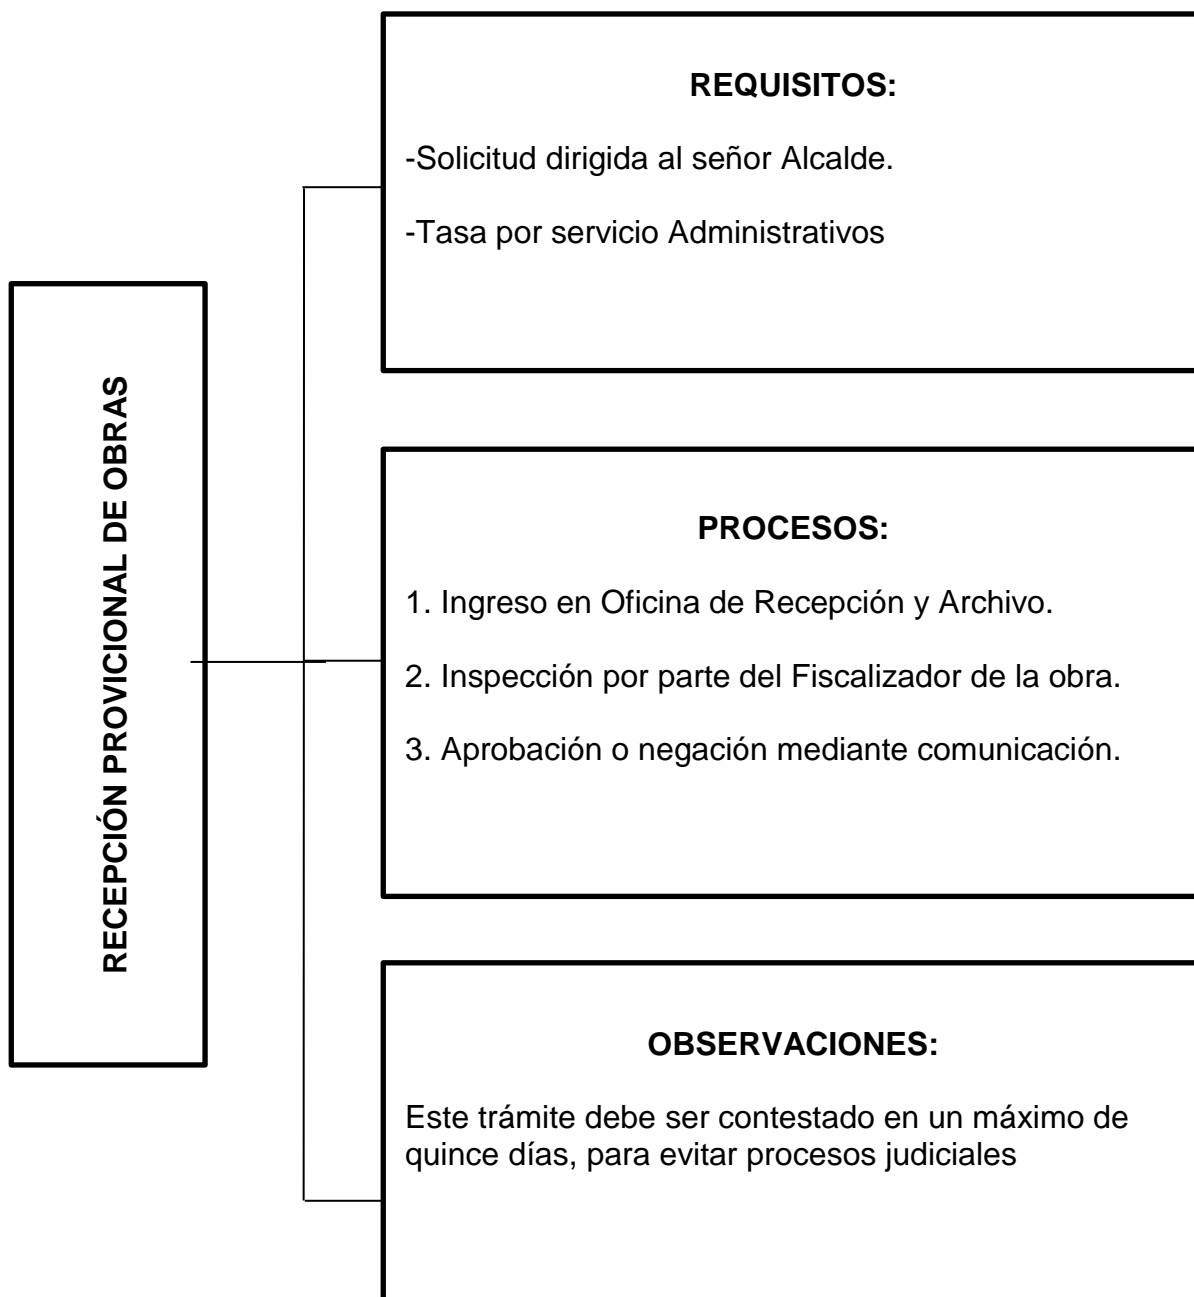 RECEPCIÓN PROVICIONAL DE OBRAS
REQUISITOS:
-Solicitud dirigida al señor Alcalde.
-Tasa por servicio Administrativos
PROCESOS:
1. Ingreso en Oficina de Recepción y Archivo.
2. Inspección por parte del Fiscalizador de la obra.
3. Aprobación o negación mediante comunicación.
OBSERVACIONES:
Este trámite debe ser contestado en un máximo de
quince días, para evitar procesos judiciales